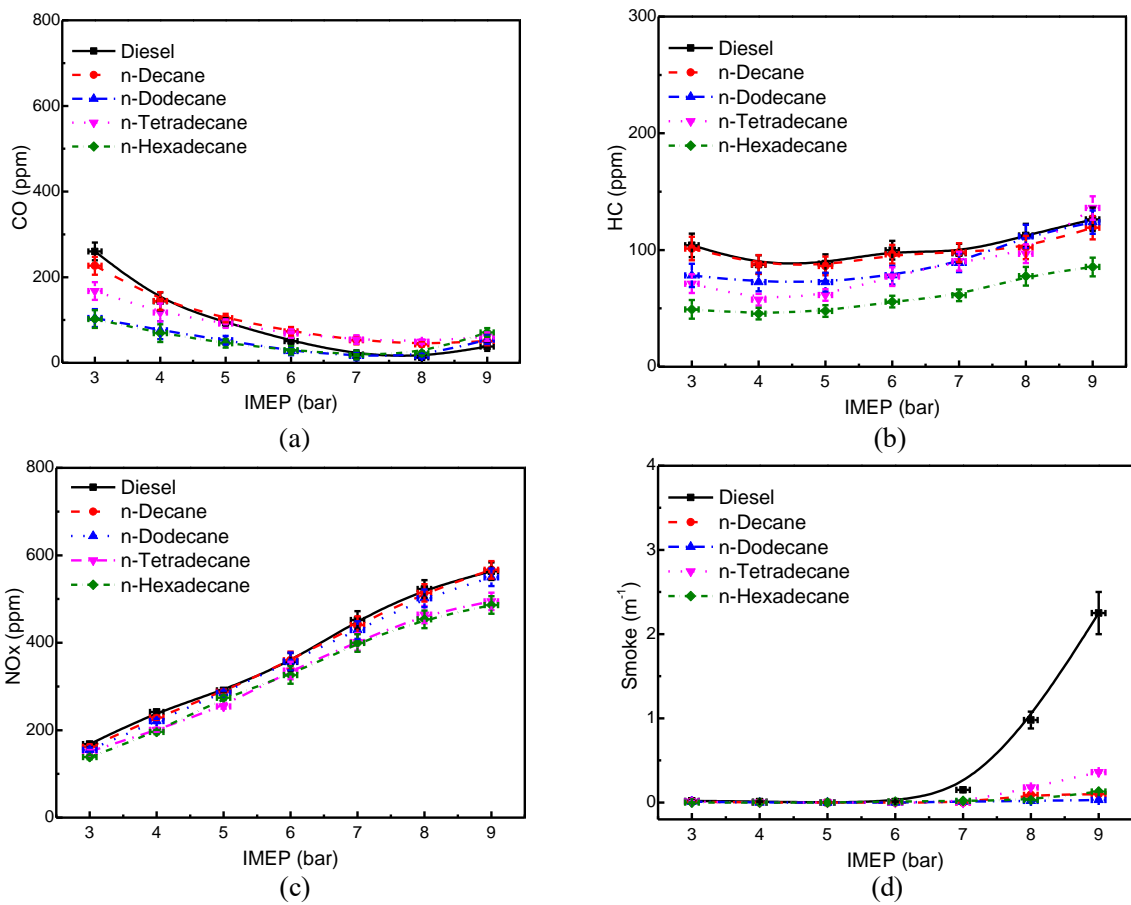 800
600
400
200
0
CO (ppm)
Diesel
n-Decane
n-Dodecane
n-Tetradecane
n-Hexadecane
3 4 5 6 7 8 9
IMEP (bar)
(a)
300
200
100
0
HC (ppm)
Diesel
n-Decane
n-Dodecane
n-Tetradecane
n-Hexadecane
3 4 5 6 7 8 9
IMEP (bar)
(b)
800
600
400
200
0
NOx (ppm)
Diesel
n-Decane
n-Dodecane
n-Tetradecane
n-Hexadecane
3 4 5 6 7 8 9
IMEP (bar)
(c)
4
3
2
1
0
Smoke (m⁻¹)
Diesel
n-Decane
n-Dodecane
n-Tetradecane
n-Hexadecane
3 4 5 6 7 8 9
IMEP (bar)
(d)